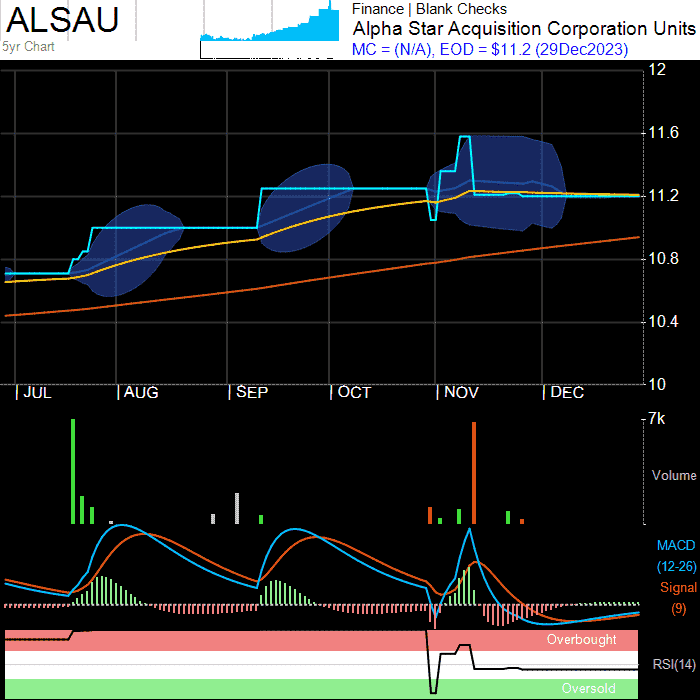 ALSAU
5yr Chart
Finance | Blank Checks
Alpha Star Acquisition Corporation Units
MC = (N/A), EOD = $11.2 (29Dec2023)
12
11.6
11.2
10.8
10.4
10
JUL AUG SEP OCT NOV DEC
7k
Volume
MACD
(12-26)
Signal
(9)
Overbought
RSI(14)
Oversold